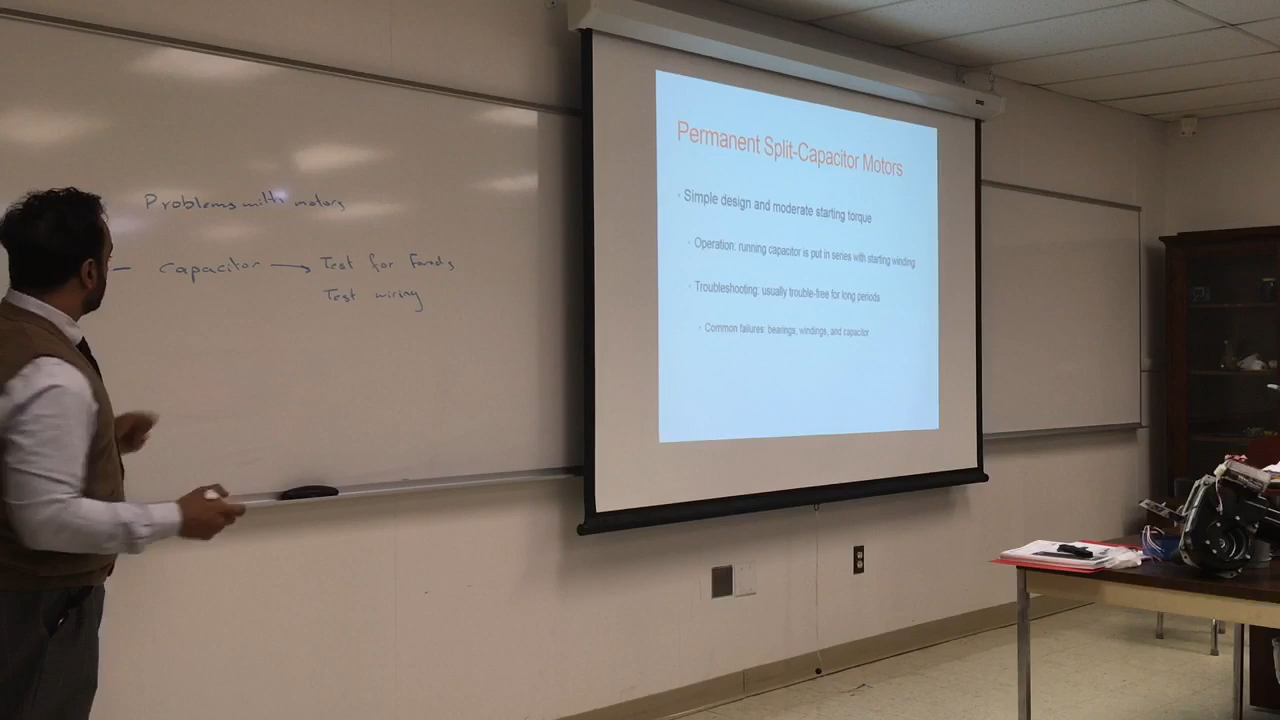 Problems with motors
– Capacitor → Test for Farads
Test wiring
Permanent Split-Capacitor Motors
• Simple design and moderate starting torque
• Operation: running capacitor is put in series with starting winding
• Troubleshooting: usually trouble-free for long periods
• Common failures: bearings, windings, and capacitor